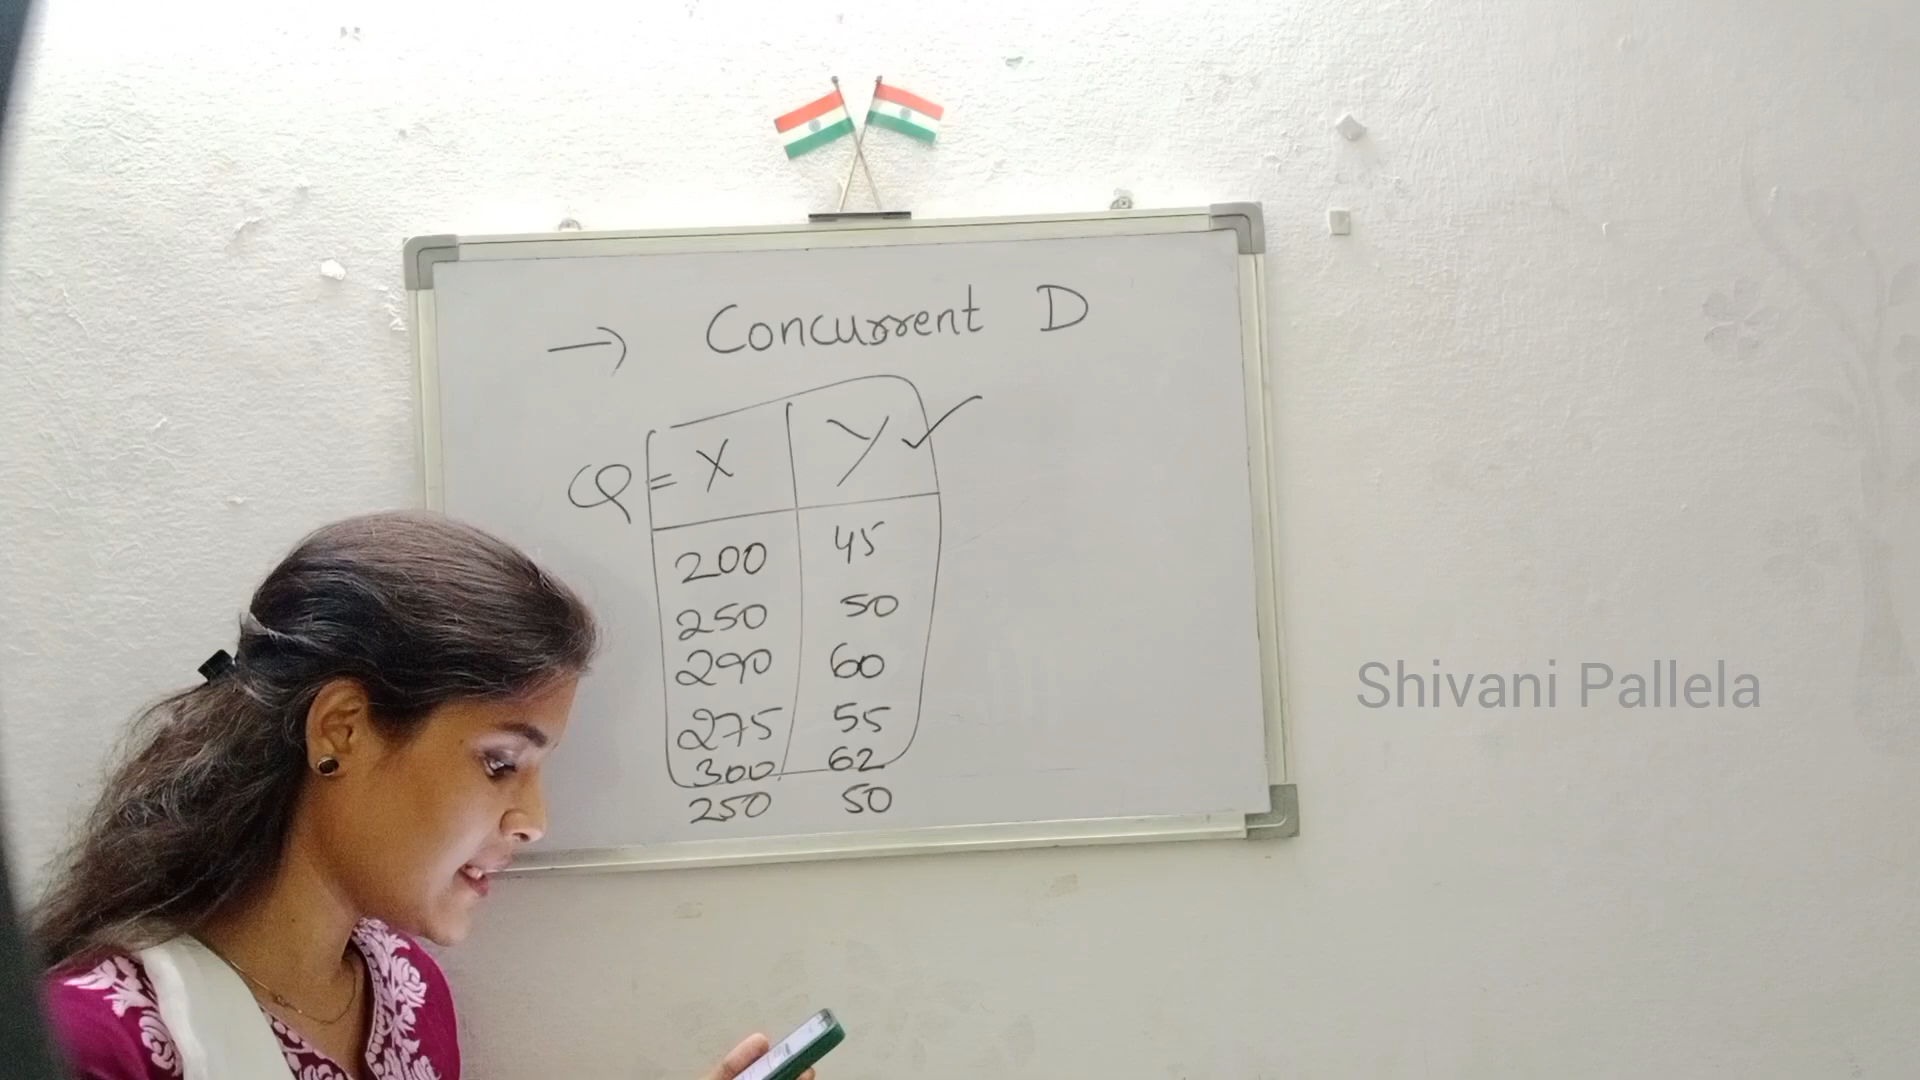 → Concurrent D
Q = X Y ✓
200 45
250 50
290 60
275 55
300 62
250 50
Shivani Pallela